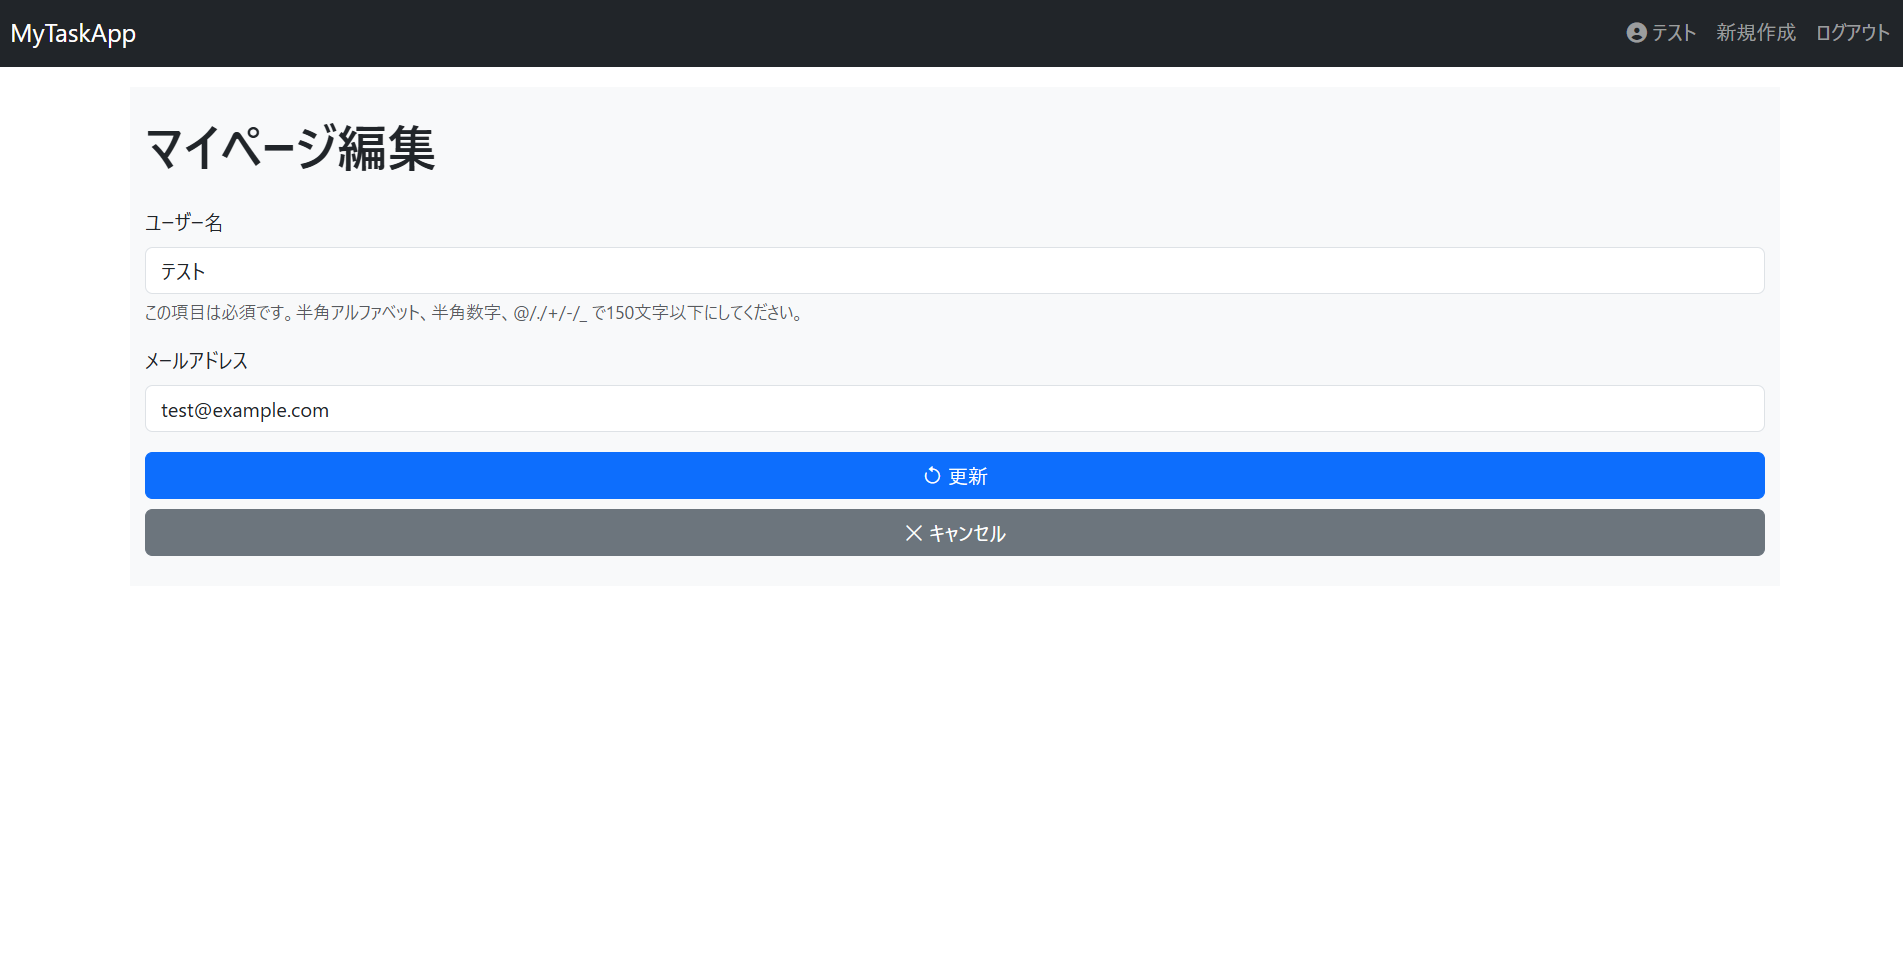 MyTaskApp
テスト 新規作成 ログアウト
マイページ編集
ユーザー名
テスト
この項目は必須です。半角アルファベット、半角数字、@/./+/-/_ で150文字以下にしてください。
メールアドレス
test@example.com
更新
キャンセル